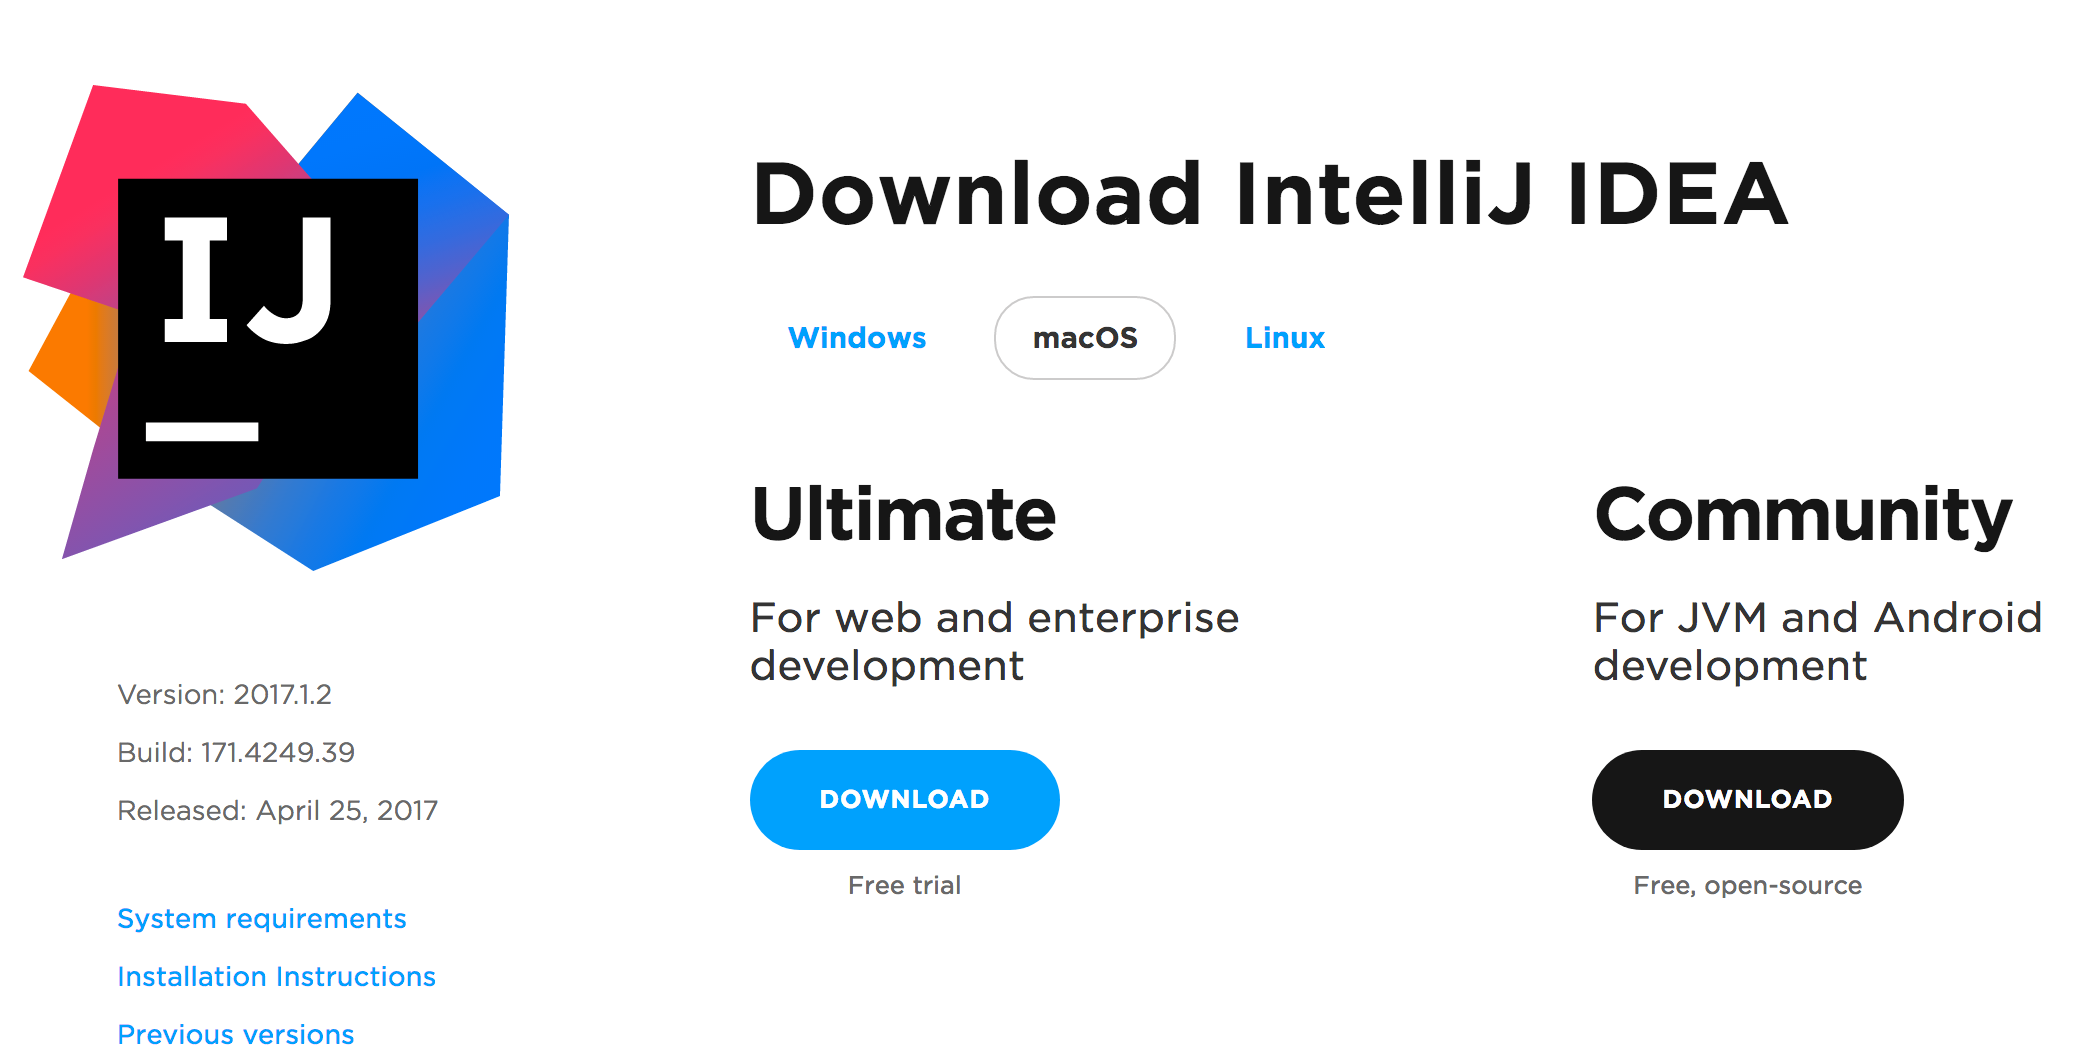 IJ
Download IntelliJ IDEA
Windows
macOS
Linux
Ultimate
For web and enterprise
development
DOWNLOAD
Free trial
Community
For JVM and Android
development
DOWNLOAD
Free, open-source
Version: 2017.1.2
Build: 171.4249.39
Released: April 25, 2017
System requirements
Installation Instructions
Previous versions